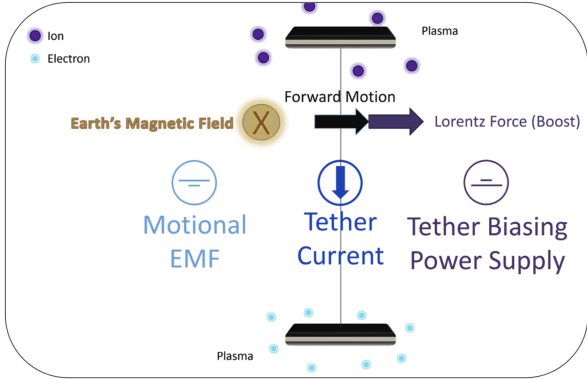 Ion
Electron
Plasma
Forward Motion
Earth's Magnetic Field
X
Lorentz Force (Boost)
Motional
EMF
Tether
Current
Tether Biasing
Power Supply
Plasma